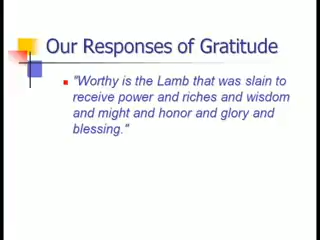 Our Responses of Gratitude
"Worthy is the Lamb that was slain to
receive power and riches and wisdom
and might and honor and glory and
blessing."